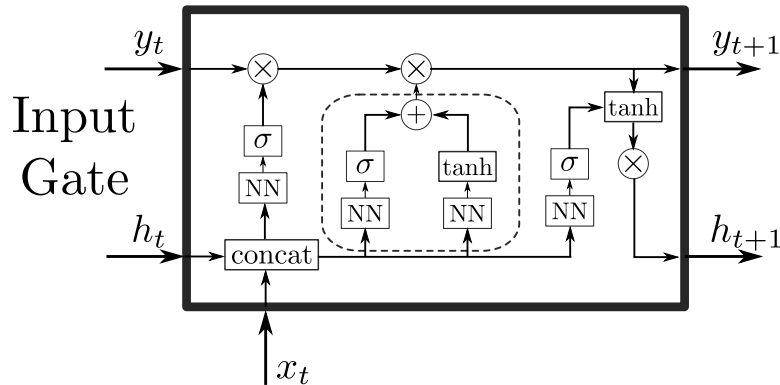 y_t
y_{t+1}
× ×
Input
Gate
tanh
+
σ
σ tanh σ ×
NN
NN NN NN
h_t
h_{t+1}
concat
x_t